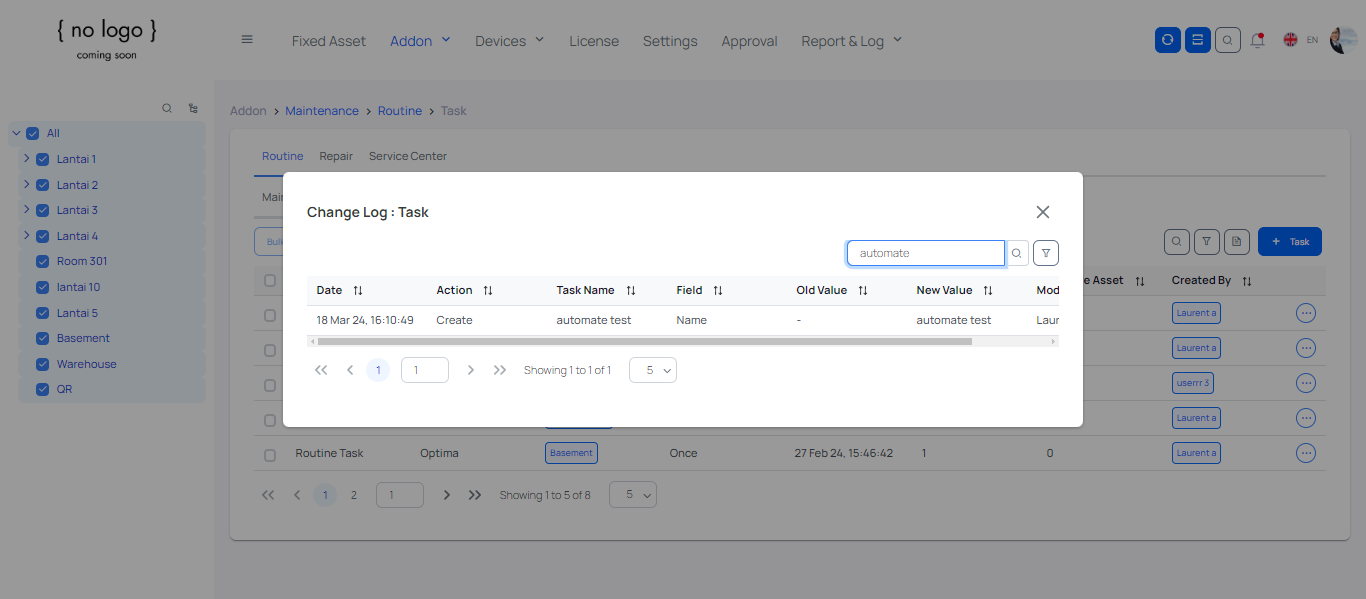 { no logo }
coming soon
Fixed Asset
Addon
Devices
License
Settings
Approval
Report & Log
EN
All
Lantai 1
Lantai 2
Lantai 3
Lantai 4
Room 301
lantai 10
Lantai 5
Basement
Warehouse
QR
Addon > Maintenance > Routine > Task
Routine Repair Service Center
Change Log : Task
automate
Date Action Task Name Field Old Value New Value
18 Mar 24, 16:10:49 Create automate test Name - automate test
1 1 Showing 1 to 1 of 1 5
+ Task
Asset Created By
Laurent a
Laurent a
userrr 3
Laurent a
Routine Task Optima Basement Once 27 Feb 24, 15:46:42 1 0 Laurent a
1 2 1 Showing 1 to 5 of 8 5